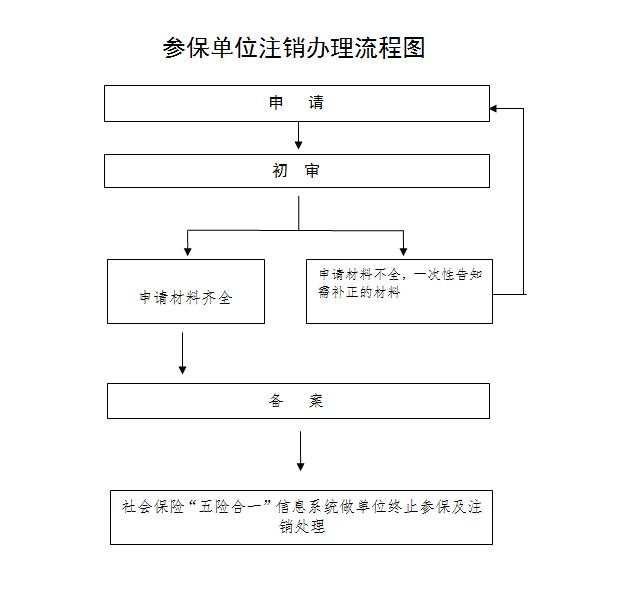 参保单位注销办理流程图
申 请
初 审
申请材料齐全
申请材料不全，一次性告知
需补正的材料
备 案
社会保险“五险合一”信息系统做单位终止参保及注
销处理